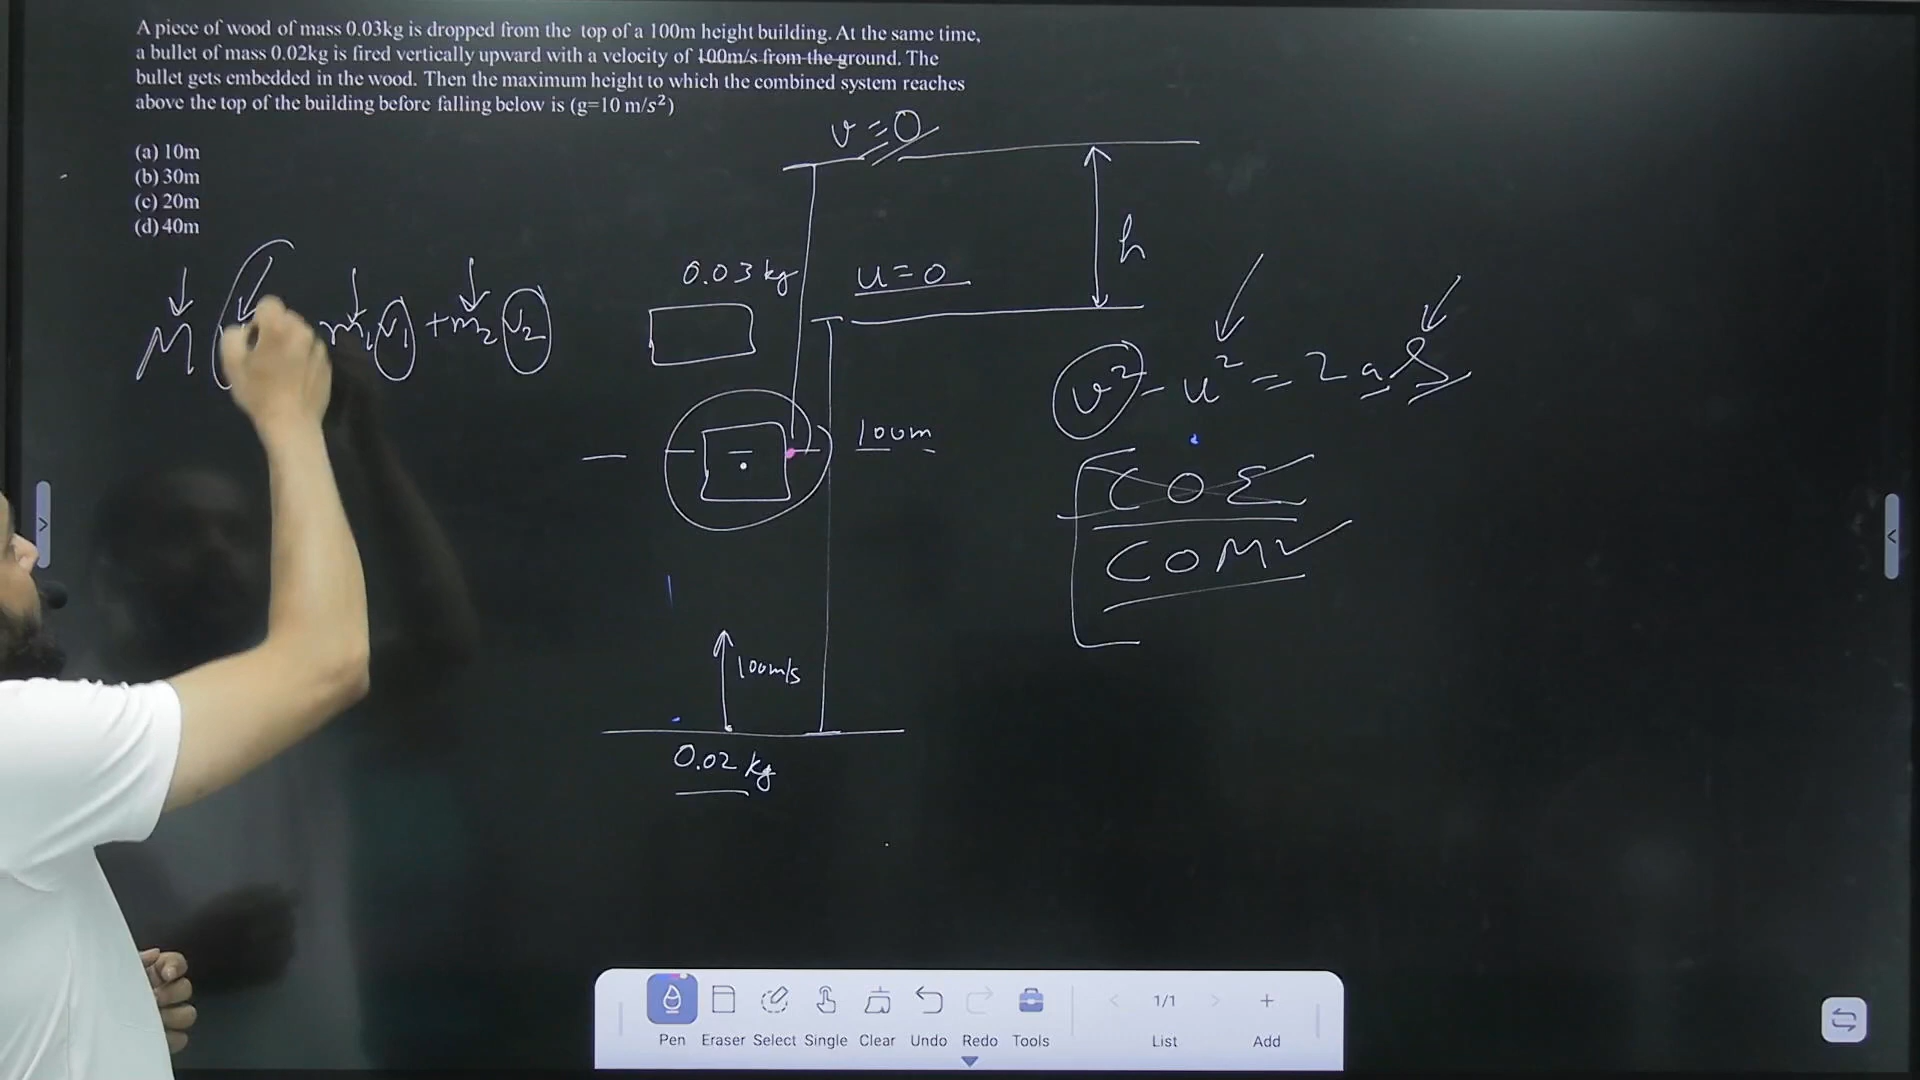 A piece of wood of mass 0.03kg is dropped from the top of a 100m height building. At the same time,
a bullet of mass 0.02kg is fired vertically upward with a velocity of 100m/s from the ground. The
bullet gets embedded in the wood. Then the maximum height to which the combined system reaches
above the top of the building before falling below is (g=10 m/s²)
(a) 10m
(b) 30m
(c) 20m
(d) 40m
v=0
h
0.03 kg
u=0
M m₁v₁ + m₂v₂
v² - u² = 2as
100m
COE
COM
100m/s
0.02 kg
Pen Eraser Select Single Clear Undo Redo Tools
< 1/1 > +
List Add